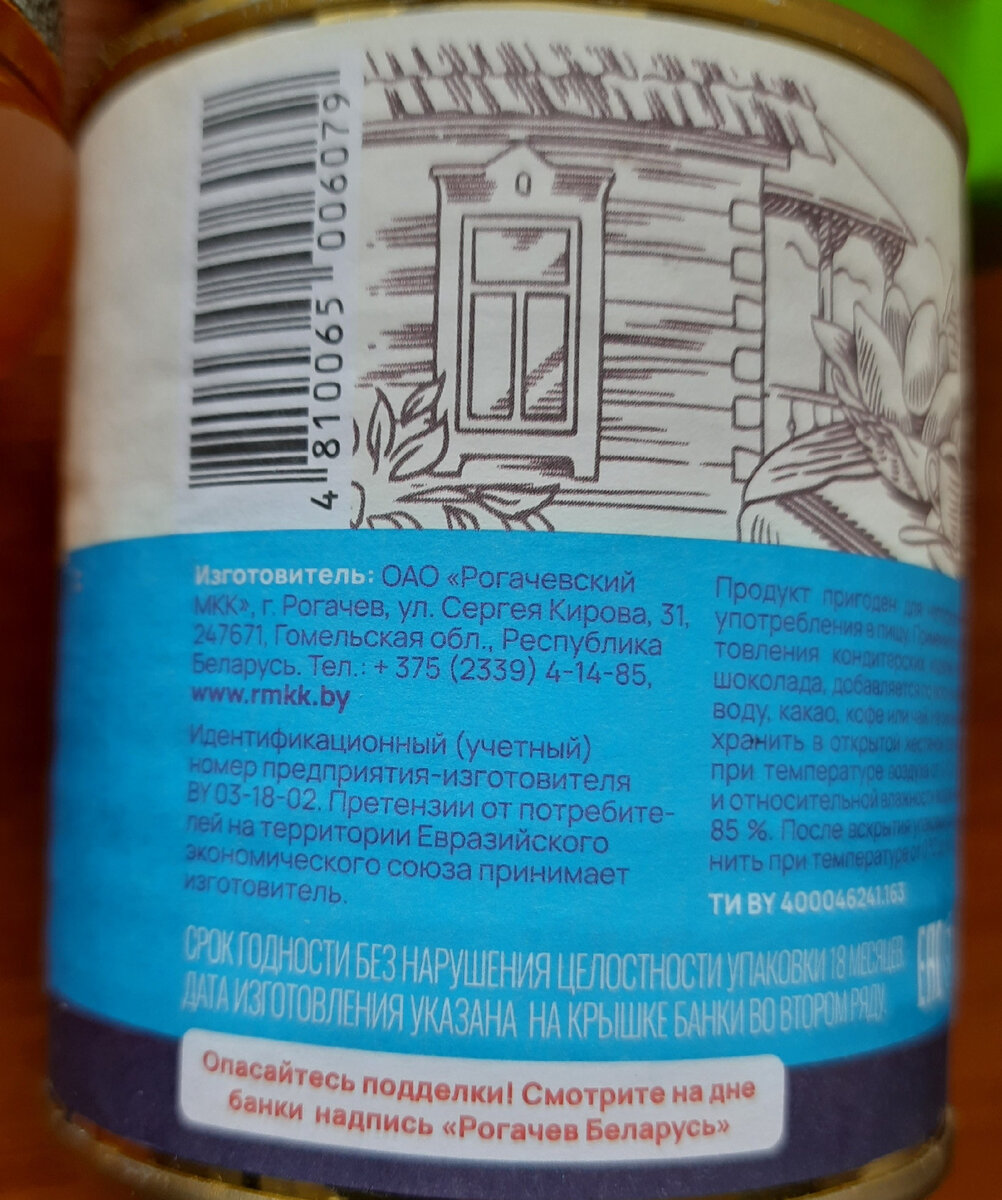 4 810065 006079
Изготовитель: ОАО «Рогачевский
МКК», г. Рогачев, ул. Сергея Кирова, 31,
247671, Гомельская обл., Республика
Беларусь. Тел.: + 375 (2339) 4-14-85,
www.rmkk.by
Идентификационный (учетный)
номер предприятия-изготовителя
BY 03-18-02. Претензии от потребите-
лей на территории Евразийского
экономического союза принимает
изготовитель.
Продукт пригоден для
употребления в пищу.
товления кондитерских
шоколада, добавляется
воду, какао, кофе или чай
хранить в открытой
при температуре воздуха
и относительной влажности
85 %. После вскрытия
нить при температуре от 0
ТИ BY 400046241.163
СРОК ГОДНОСТИ БЕЗ НАРУШЕНИЯ ЦЕЛОСТНОСТИ УПАКОВКИ 18 МЕСЯЦЕВ.
ДАТА ИЗГОТОВЛЕНИЯ УКАЗАНА НА КРЫШКЕ БАНКИ ВО ВТОРОМ РЯДУ.
EAC
Опасайтесь подделки! Смотрите на дне
банки надпись «Рогачев Беларусь»